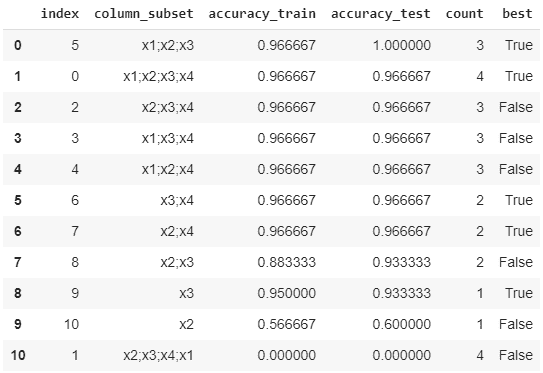 index column_subset accuracy_train accuracy_test count best
0 5 x1;x2;x3 0.966667 1.000000 3 True
1 0 x1;x2;x3;x4 0.966667 0.966667 4 True
2 2 x2;x3;x4 0.966667 0.966667 3 False
3 3 x1;x3;x4 0.966667 0.966667 3 False
4 4 x1;x2;x4 0.966667 0.966667 3 False
5 6 x3;x4 0.966667 0.966667 2 True
6 7 x2;x4 0.966667 0.966667 2 True
7 8 x2;x3 0.883333 0.933333 2 False
8 9 x3 0.950000 0.933333 1 True
9 10 x2 0.566667 0.600000 1 False
10 1 x2;x3;x4;x1 0.000000 0.000000 4 False